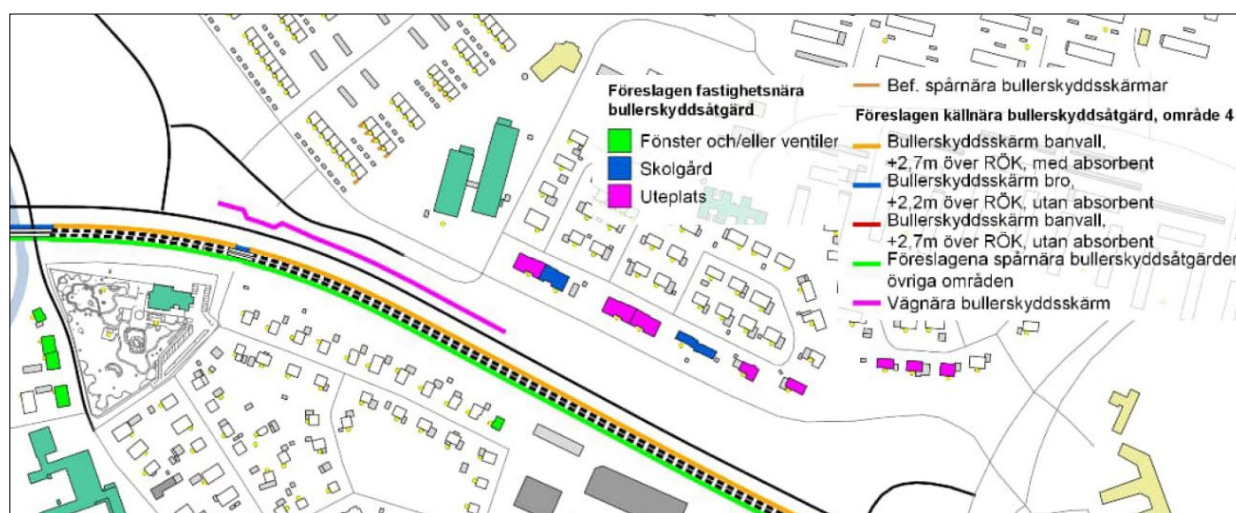 Föreslagen fastighetsnära
bullerskyddsåtgärd
Fönster och/eller ventiler
Skolgård
Uteplats
Bef. spårnära bullerskyddsskärmar
Föreslagen källnära bullerskyddsåtgärd, område 4
Bullerskyddsskärm banvall,
+2,7m över RÖK, med absorbent
Bullerskyddsskärm bro,
+2,2m över RÖK, utan absorbent
Bullerskyddsskärm banvall,
+2,7m över RÖK, utan absorbent
Föreslagena spårnära bullerskyddsåtgärder
övriga områden
Vägnära bullerskyddsskärm